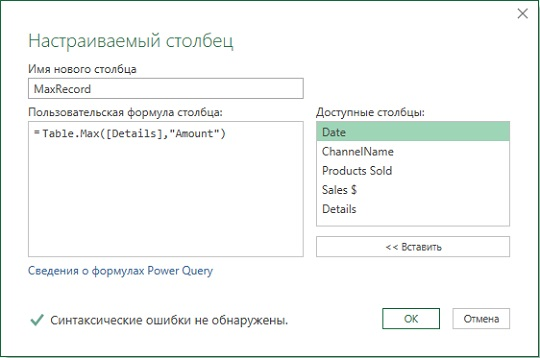 Настраиваемый столбец
Имя нового столбца
MaxRecord
Пользовательская формула столбца:
= Table.Max([Details],"Amount")
Доступные столбцы:
Date
ChannelName
Products Sold
Sales $
Details
<< Вставить
Сведения о формулах Power Query
Синтаксические ошибки не обнаружены.
ОК
Отмена